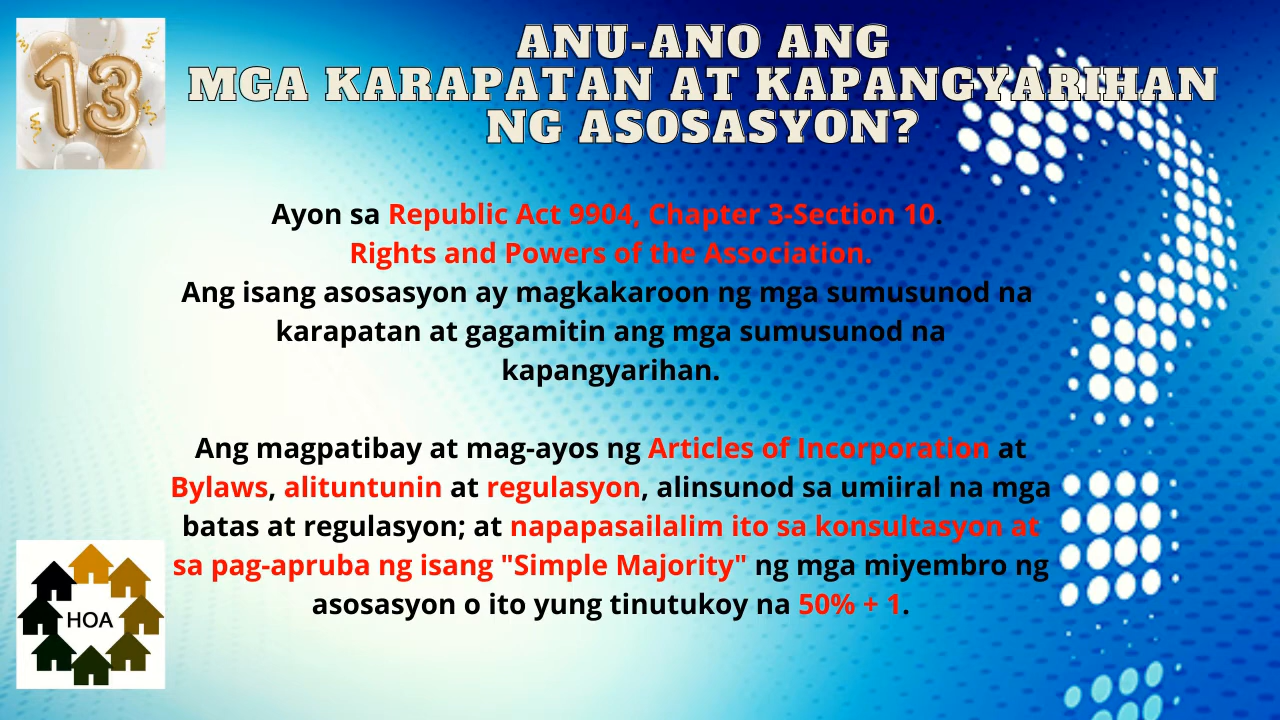 13
ANU-ANO ANG
MGA KARAPATAN AT KAPANGYARIHAN
NG ASOSASYON?
Ayon sa Republic Act 9904, Chapter 3-Section 10.
Rights and Powers of the Association.
Ang isang asosasyon ay magkakaroon ng mga sumusunod na
karapatan at gagamitin ang mga sumusunod na
kapangyarihan.
Ang magpatibay at mag-ayos ng Articles of Incorporation at
Bylaws, alituntunin at regulasyon, alinsunod sa umiiral na mga
batas at regulasyon; at napapasailalim ito sa konsultasyon at
sa pag-apruba ng isang "Simple Majority" ng mga miyembro ng
asosasyon o ito yung tinutukoy na 50% + 1.
HOA